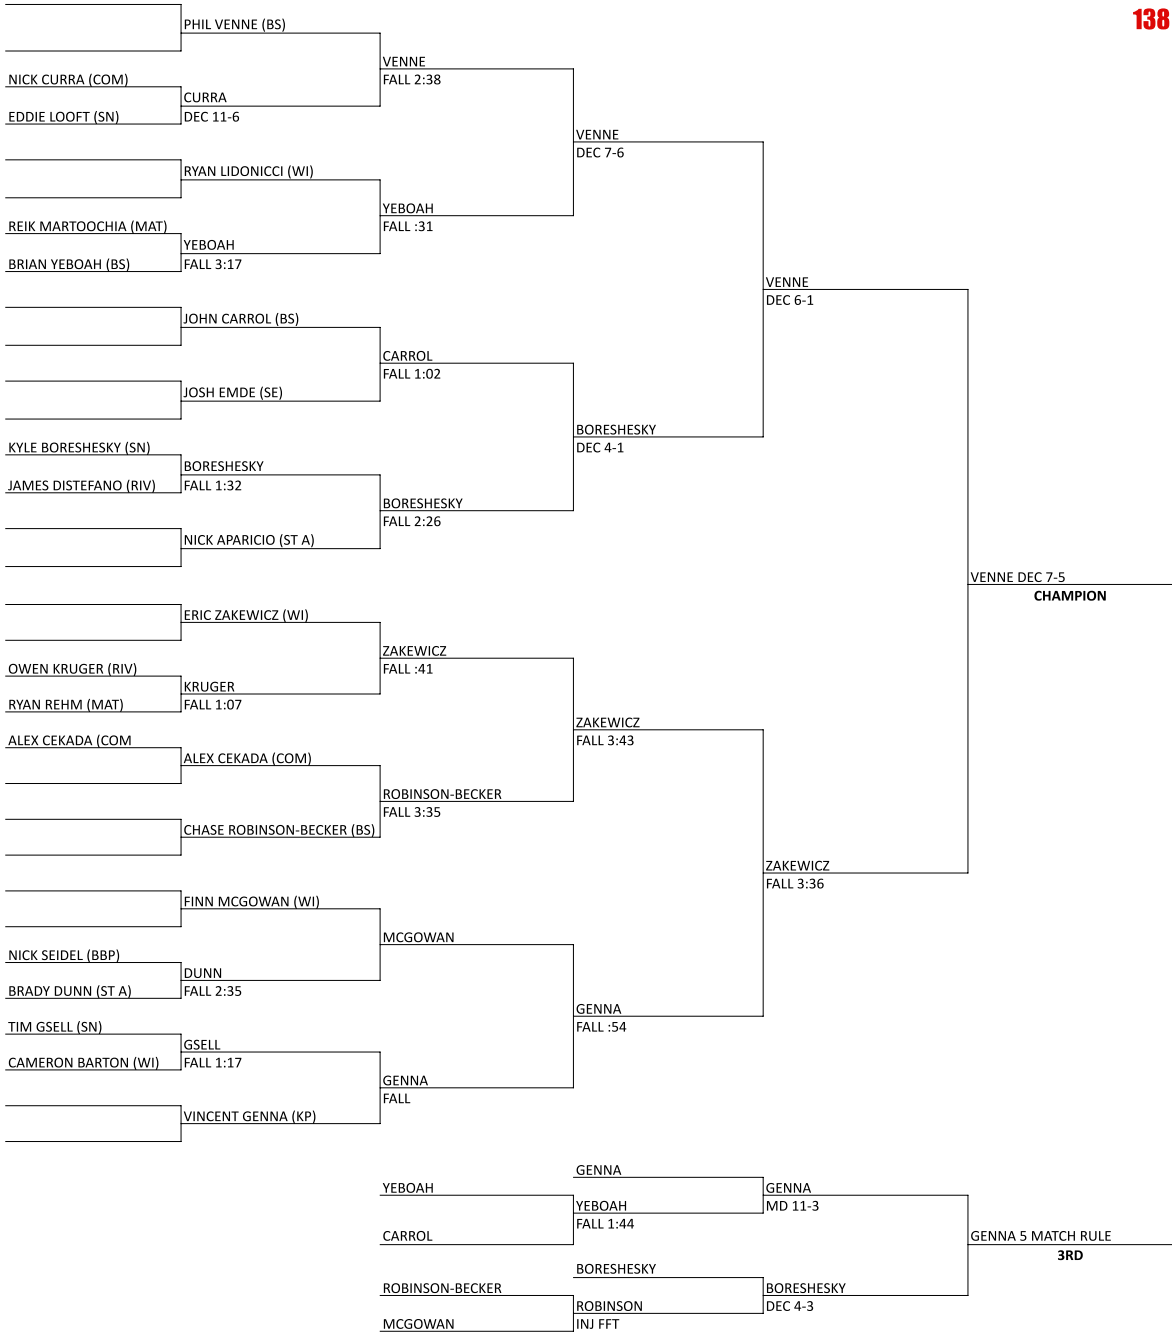 138
PHIL VENNE (BS)
VENNE
NICK CURRA (COM)
FALL 2:38
CURRA
EDDIE LOOFT (SN)
DEC 11-6
VENNE
DEC 7-6
RYAN LIDONICCI (WI)
YEBOAH
REIK MARTOOCHIA (MAT)
FALL :31
YEBOAH
BRIAN YEBOAH (BS)
FALL 3:17
VENNE
DEC 6-1
JOHN CARROL (BS)
CARROL
FALL 1:02
JOSH EMDE (SE)
BORESHESKY
KYLE BORESHESKY (SN)
DEC 4-1
BORESHESKY
JAMES DISTEFANO (RIV)
FALL 1:32
BORESHESKY
FALL 2:26
NICK APARICIO (ST A)
VENNE DEC 7-5
CHAMPION
ERIC ZAKEWICZ (WI)
ZAKEWICZ
OWEN KRUGER (RIV)
FALL :41
KRUGER
RYAN REHM (MAT)
FALL 1:07
ZAKEWICZ
ALEX CEKADA (COM
FALL 3:43
ALEX CEKADA (COM)
ROBINSON-BECKER
FALL 3:35
CHASE ROBINSON-BECKER (BS)
ZAKEWICZ
FALL 3:36
FINN MCGOWAN (WI)
MCGOWAN
NICK SEIDEL (BBP)
DUNN
BRADY DUNN (ST A)
FALL 2:35
GENNA
TIM GSELL (SN)
FALL :54
GSELL
CAMERON BARTON (WI)
FALL 1:17
GENNA
FALL
VINCENT GENNA (KP)
GENNA
YEBOAH
GENNA
YEBOAH
MD 11-3
FALL 1:44
CARROL
GENNA 5 MATCH RULE
3RD
BORESHESKY
ROBINSON-BECKER
BORESHESKY
ROBINSON
DEC 4-3
MCGOWAN
INJ FFT